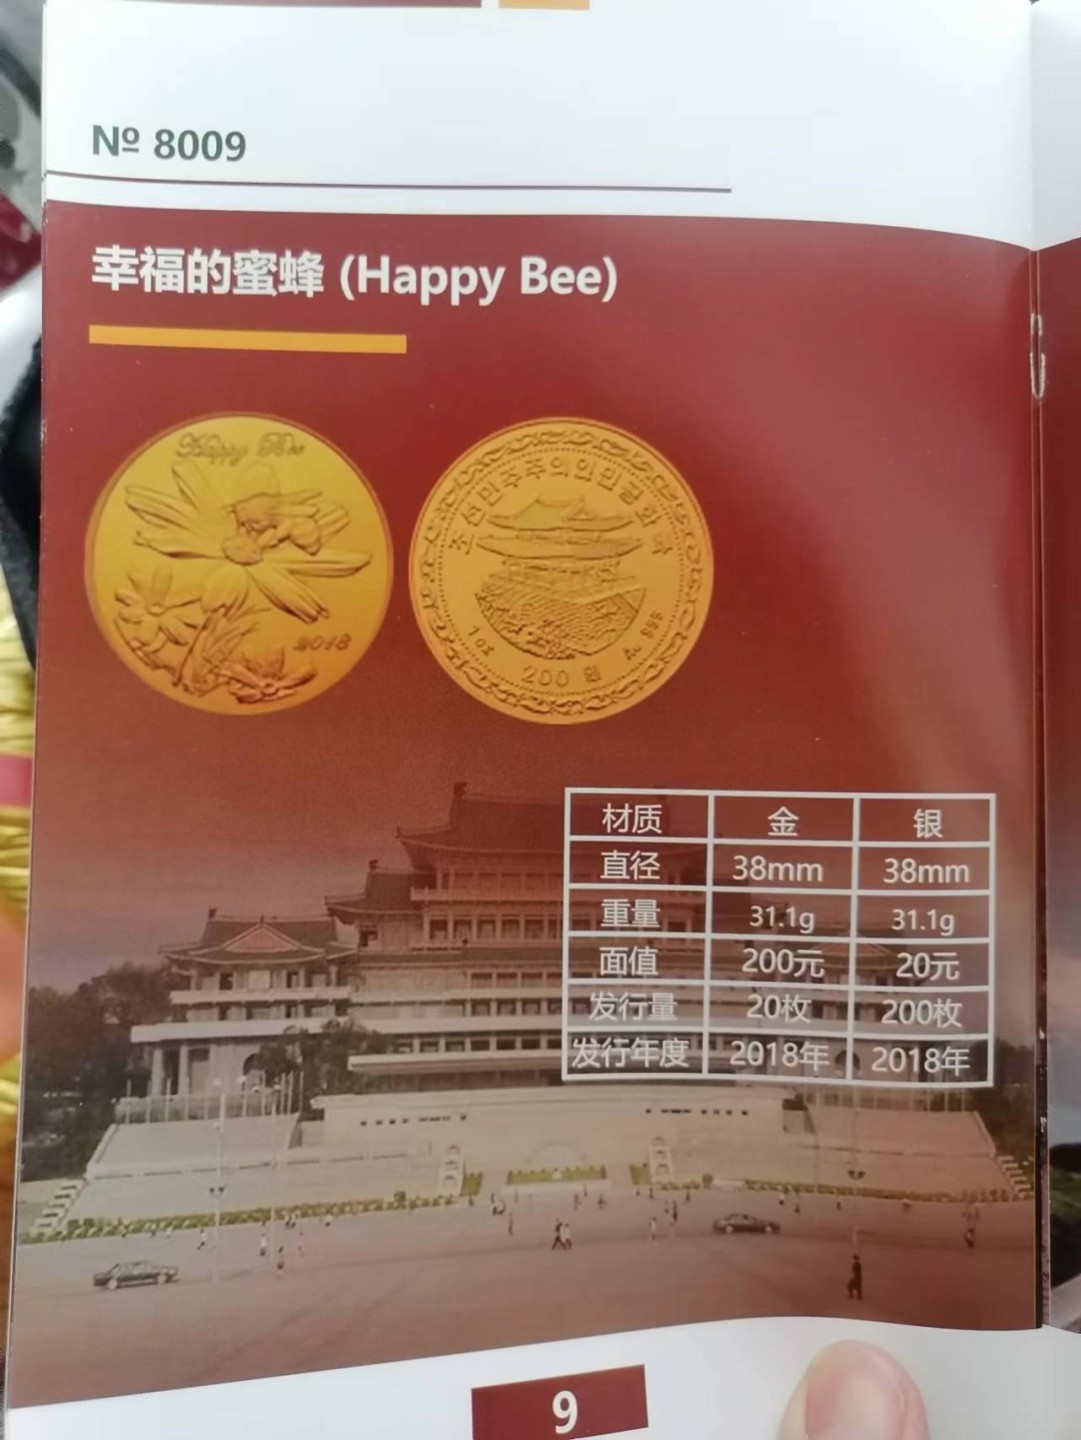 № 8009
幸福的蜜蜂 (Happy Bee)
Happy Bee
2018
조선민주주의인민공화국
1oz
200 원
Au 999
材质 金 银
直径 38mm 38mm
重量 31.1g 31.1g
面值 200元 20元
发行量 20枚 200枚
发行年度 2018年 2018年
9